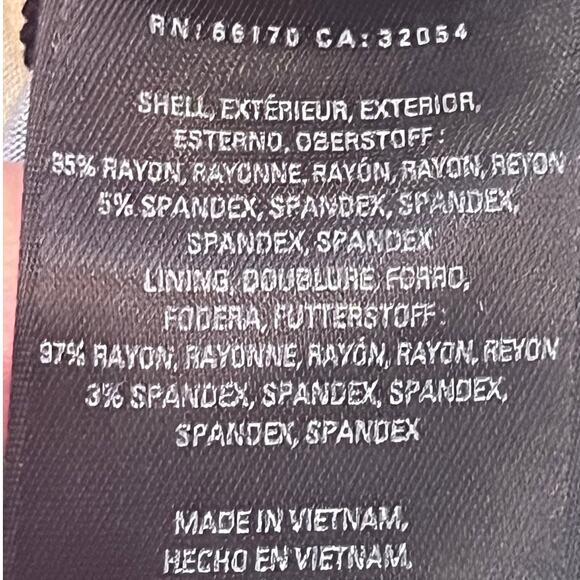 RN: 66170 CA: 32054
SHELL, EXTÉRIEUR, EXTERIOR,
ESTERNO, OBERSTOFF:
95% RAYON, RAYONNE, RAYÓN, RAYON, REYON
5% SPANDEX, SPANDEX, SPANDEX,
SPANDEX, SPANDEX
LINING, DOUBLURE, FORRO,
FODERA, FUTTERSTOFF:
97% RAYON, RAYONNE, RAYÓN, RAYON, REYON
3% SPANDEX, SPANDEX, SPANDEX,
SPANDEX, SPANDEX
MADE IN VIETNAM,
HECHO EN VIETNAM,